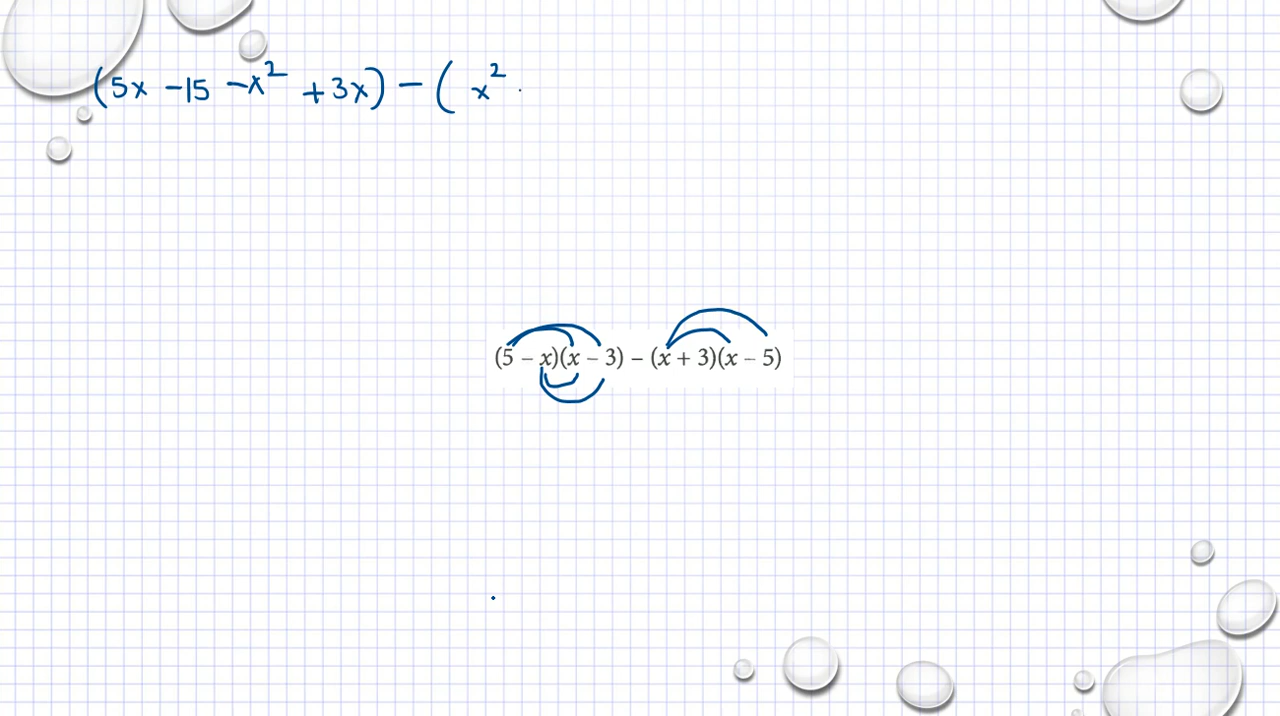 (5x -15 -x² +3x) - ( x²
(5 – x)(x – 3) – (x + 3)(x – 5)